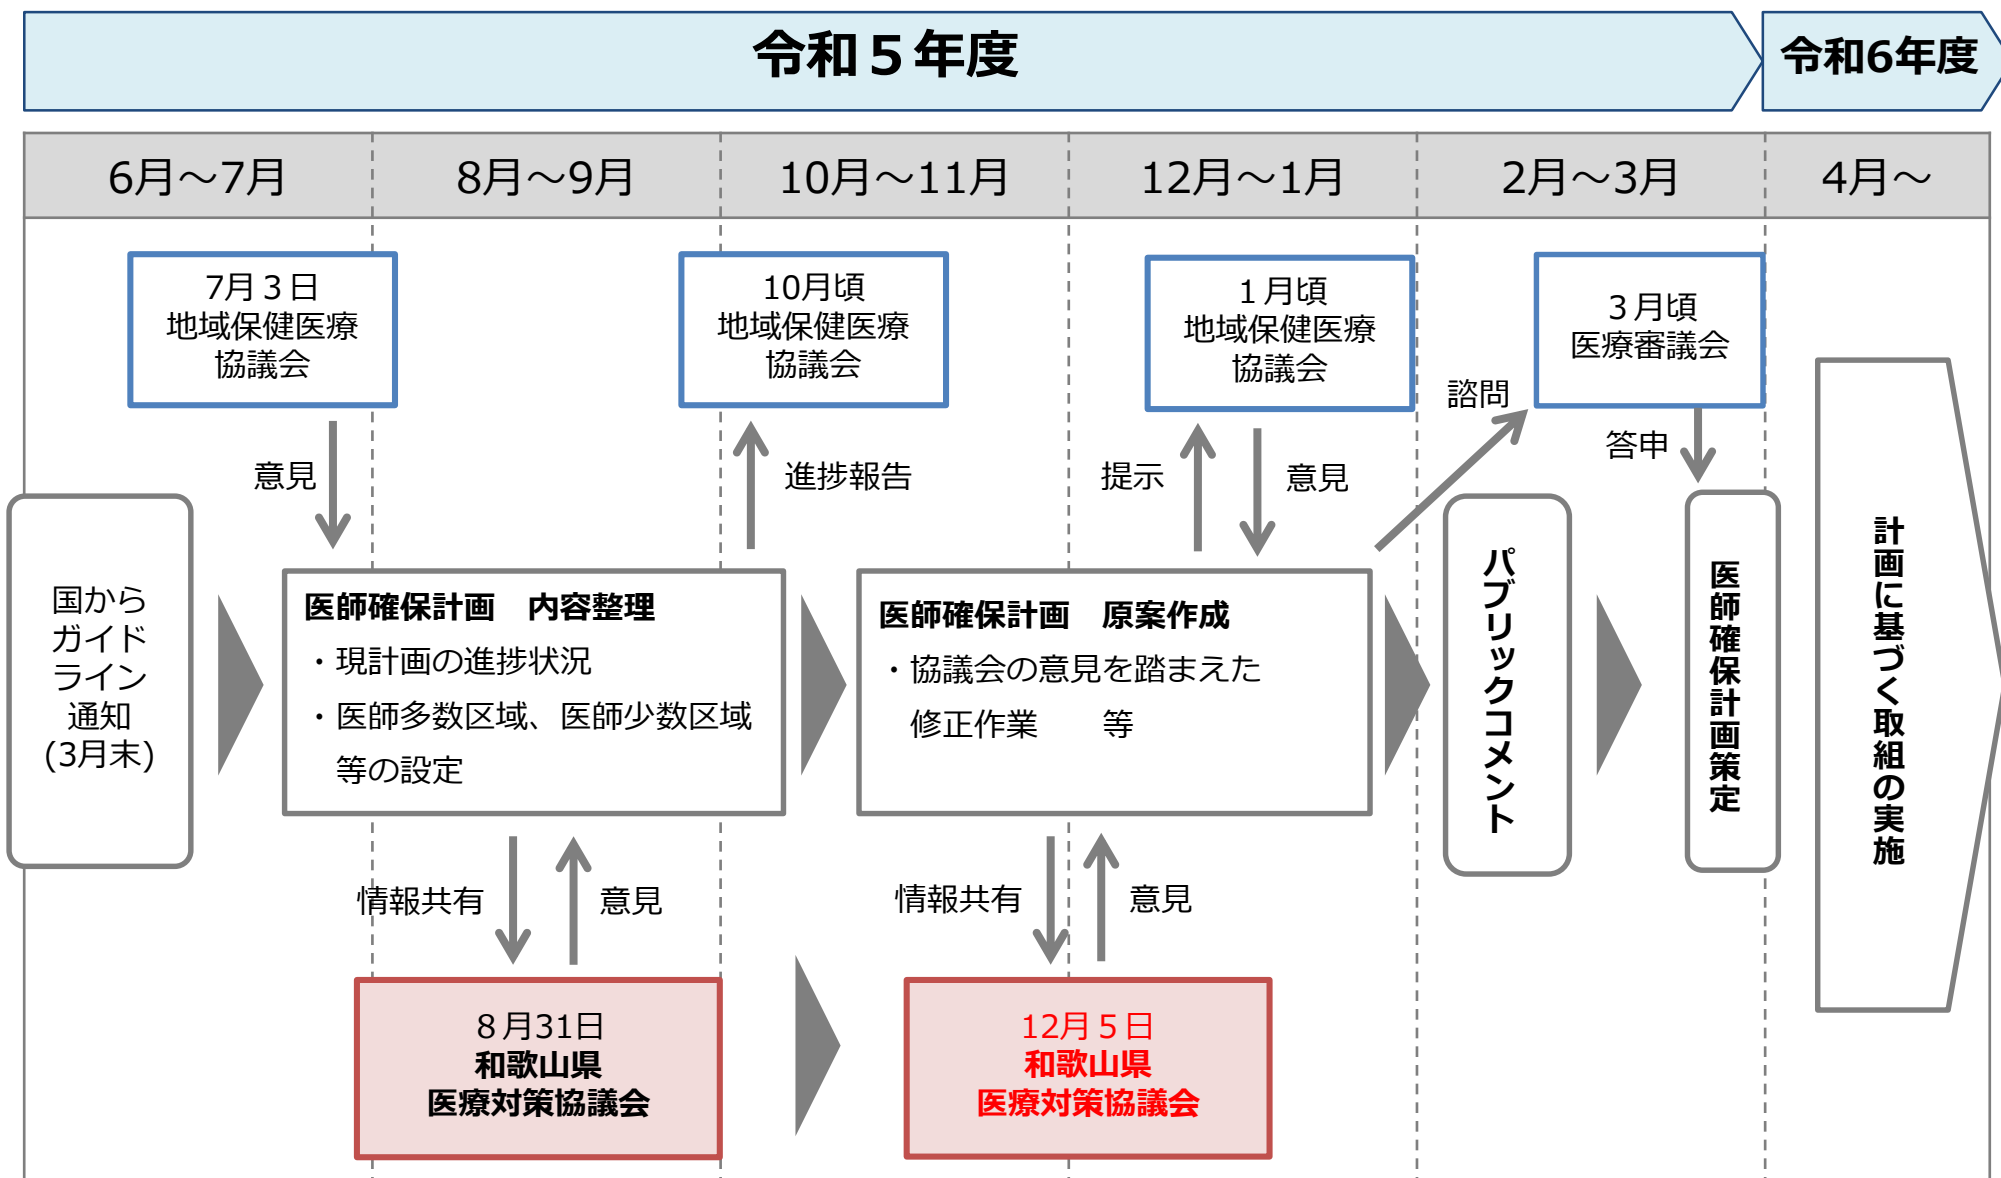 令和５年度
令和6年度
6月～7月
8月～9月
10月～11月
12月～1月
2月～3月
4月～
7月３日
地域保健医療
協議会
10月頃
地域保健医療
協議会
１月頃
地域保健医療
協議会
３月頃
医療審議会
意見
進捗報告
提示
意見
諮問
答申
国から
ガイド
ライン
通知
(3月末)
医師確保計画　内容整理
・現計画の進捗状況
・医師多数区域、医師少数区域
等の設定
医師確保計画　原案作成
・協議会の意見を踏まえた
修正作業　　等
パブリックコメント
医師確保計画策定
計画に基づく取組の実施
情報共有
意見
情報共有
意見
８月31日
和歌山県
医療対策協議会
12月５日
和歌山県
医療対策協議会